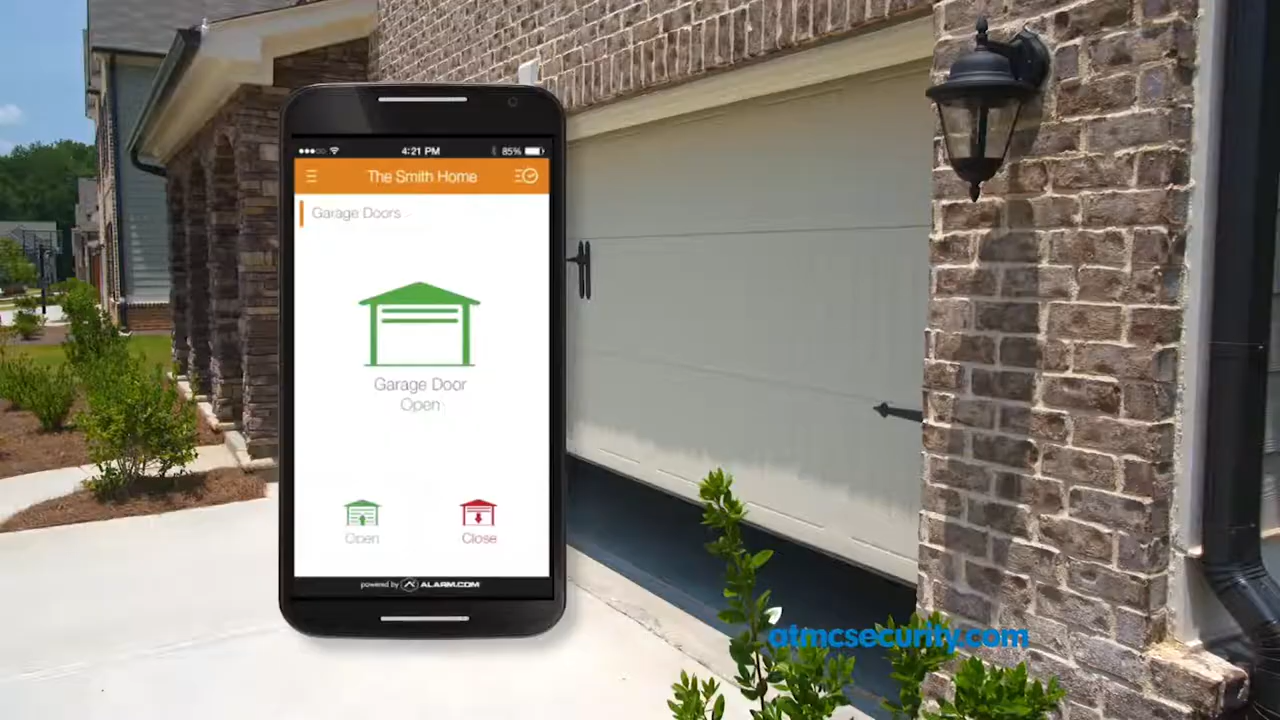 4:21 PM
85%
The Smith Home
Garage Doors
Garage Door
Open
Open
Close
powered by ALARM.COM
atmcsecurity.com